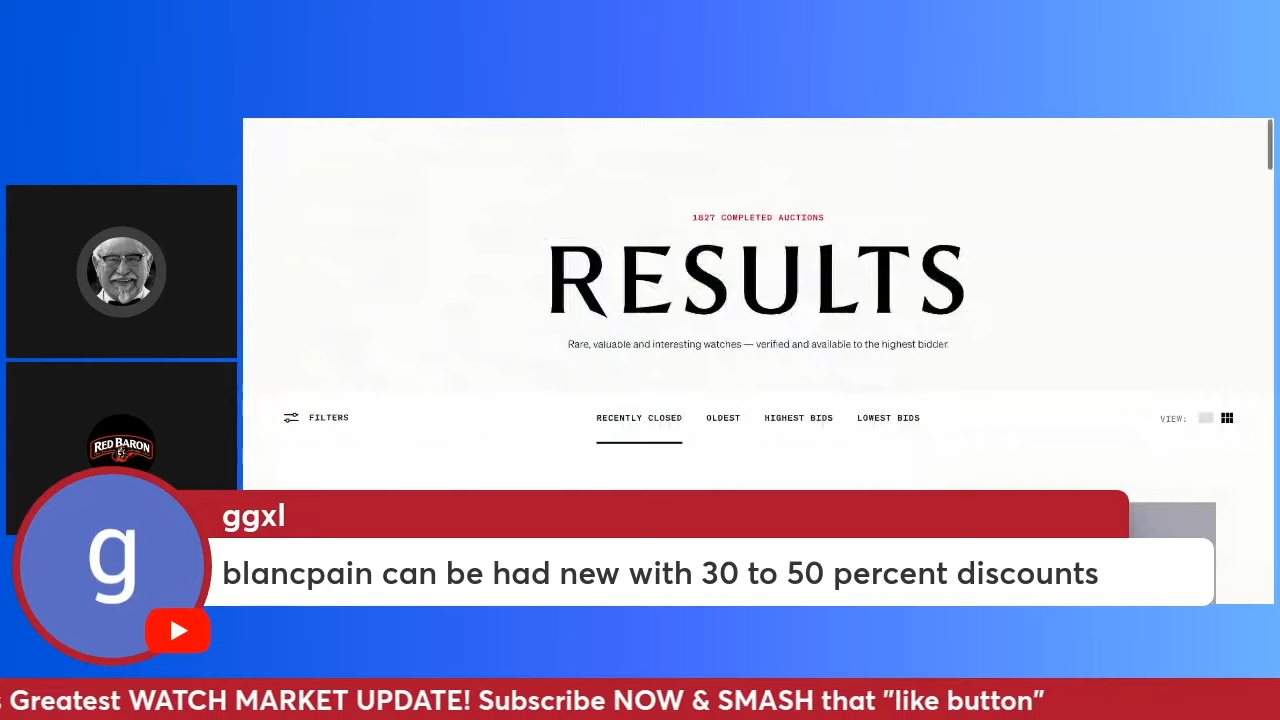 1827 COMPLETED AUCTIONS
RESULTS
Rare, valuable and interesting watches — verified and available to the highest bidder.
FILTERS
RECENTLY CLOSED
OLDEST
HIGHEST BIDS
LOWEST BIDS
VIEW:
RED BARON
g
ggxl
blancpain can be had new with 30 to 50 percent discounts
s Greatest WATCH MARKET UPDATE! Subscribe NOW & SMASH that "like button"